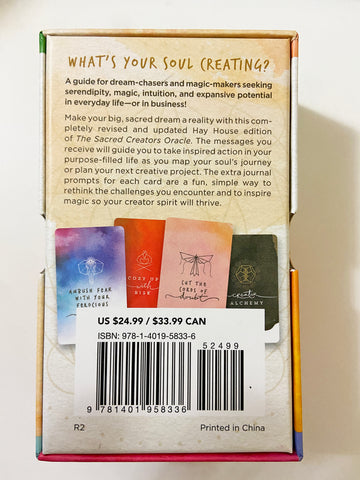 WHAT'S YOUR SOUL CREATING?
A guide for dream-chasers and magic-makers seeking
serendipity, magic, intuition, and expansive potential
in everyday life—or in business!
Make your big, sacred dream a reality with this com-
pletely revised and updated Hay House edition
of The Sacred Creators Oracle. The messages you
receive will guide you to take inspired action in your
purpose-filled life as you map your soul's journey
or plan your next creative project. The extra journal
prompts for each card are a fun, simple way to
rethink the challenges you encounter and to inspire
magic so your creator spirit will thrive.
AMBUSH FEAR
WITH YOUR
FEROCIOUS
COZY UP
with
RISK
CUT THE
CORDS OF
doubt
creative
ALCHEMY
US $24.99 / $33.99 CAN
ISBN: 978-1-4019-5833-6
52499
9 781401 958336
R2
Printed in China